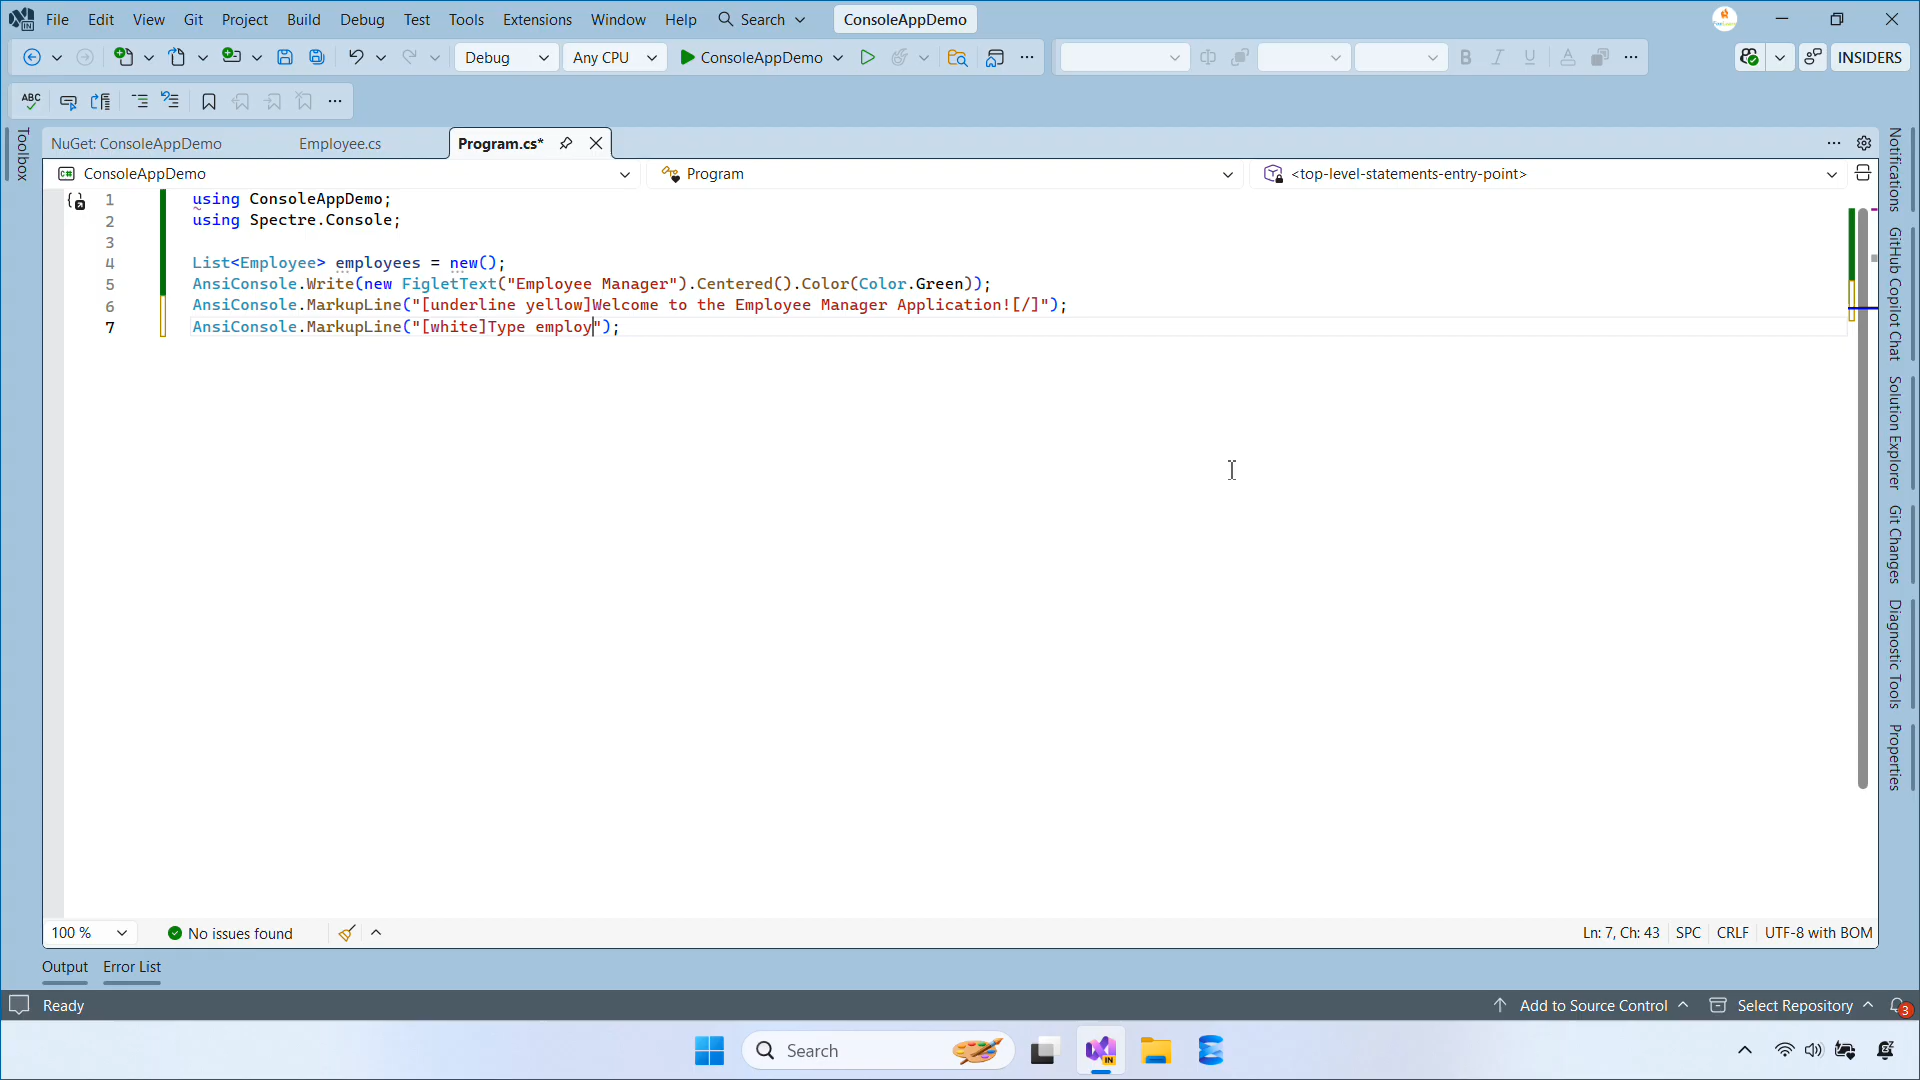 File Edit View Git Project Build Debug Test Tools Extensions Window Help Search ConsoleAppDemo
Debug Any CPU ConsoleAppDemo INSIDERS
ABC
NuGet: ConsoleAppDemo Employee.cs Program.cs*
ConsoleAppDemo Program <top-level-statements-entry-point>
1 using ConsoleAppDemo;
2 using Spectre.Console;
3
4 List<Employee> employees = new();
5 AnsiConsole.Write(new FigletText("Employee Manager").Centered().Color(Color.Green));
6 AnsiConsole.MarkupLine("[underline yellow]Welcome to the Employee Manager Application![/]");
7 AnsiConsole.MarkupLine("[white]Type employ");
Toolbox
Notifications
GitHub Copilot Chat
Solution Explorer
Git Changes
Diagnostic Tools
Properties
100 % No issues found Ln: 7, Ch: 43 SPC CRLF UTF-8 with BOM
Output Error List
Ready Add to Source Control Select Repository 3
Search IN